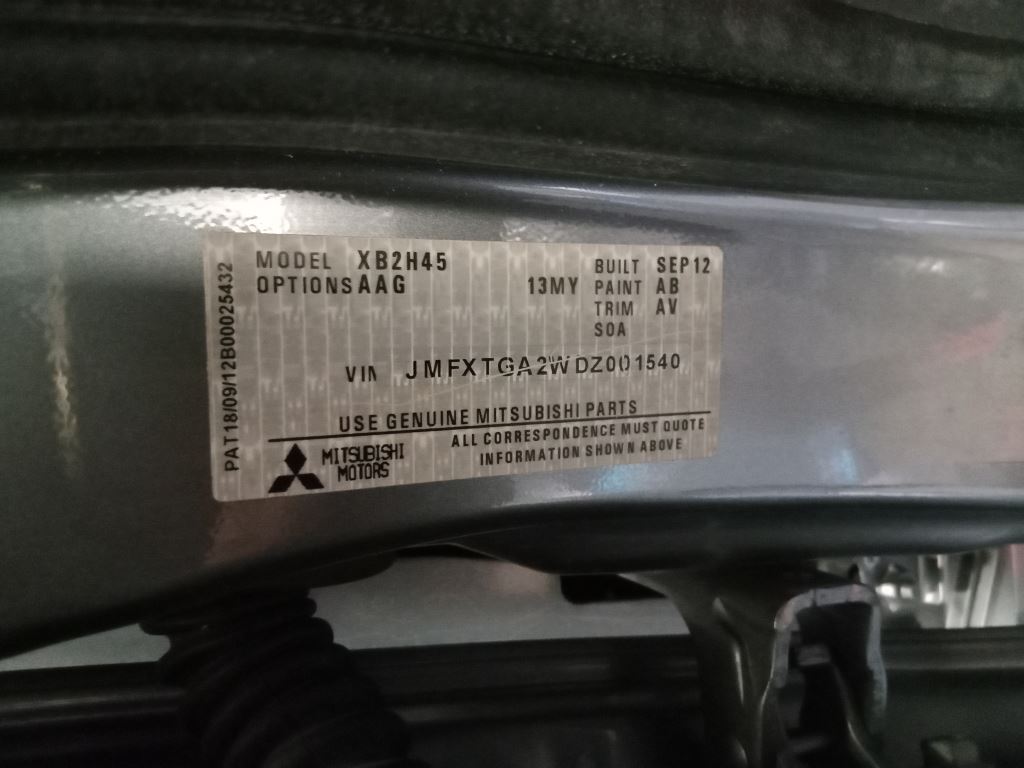 MODEL XB2H45
OPTIONS AAG 13MY
BUILT SEP12
PAINT AB
TRIM AV
SOA
VIN JMFXTGA2WDZ001540
USE GENUINE MITSUBISHI PARTS
MITSUBISHI
MOTORS
ALL CORRESPONDENCE MUST QUOTE
INFORMATION SHOWN ABOVE
PAT18/09/12B00025432